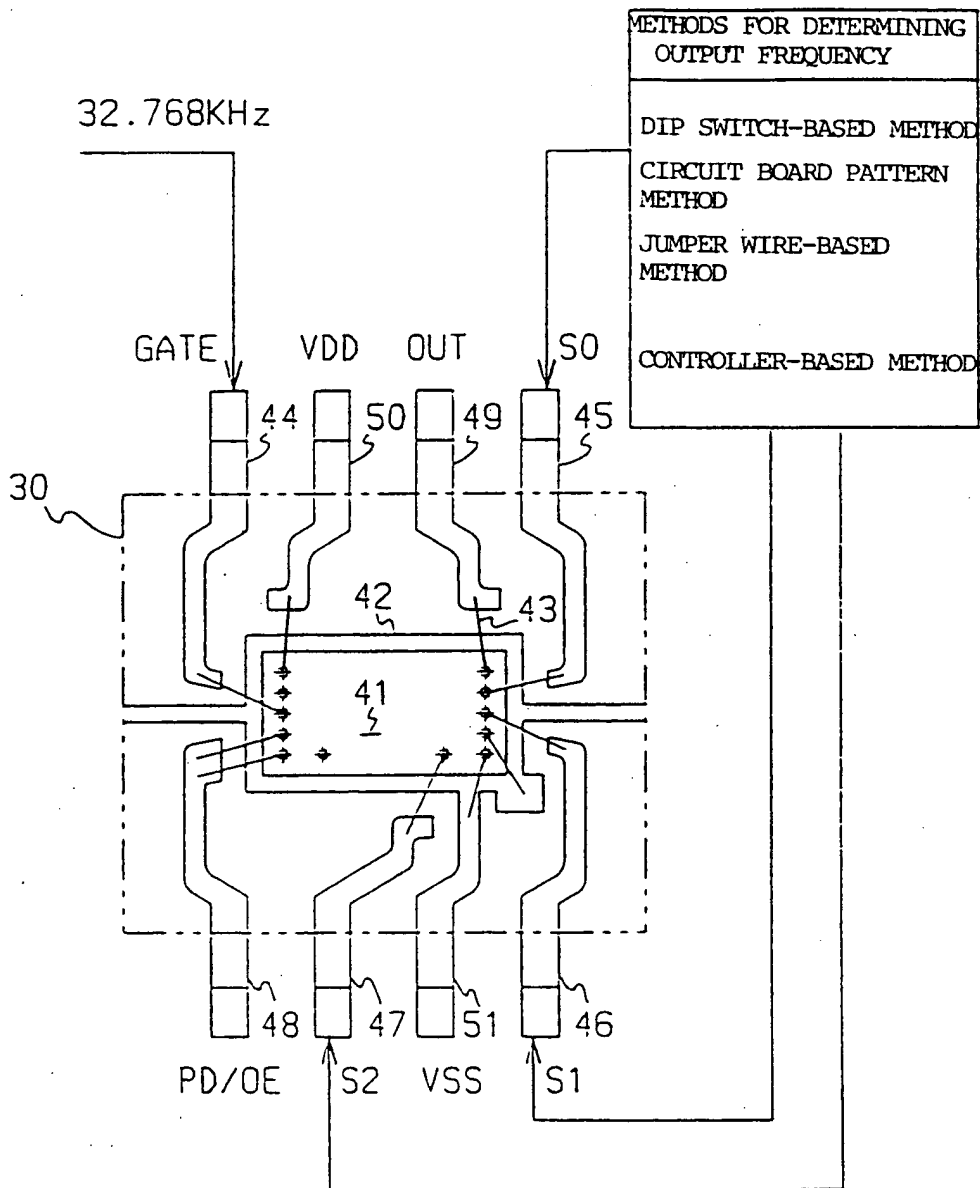 METHODS FOR DETERMINING
OUTPUT FREQUENCY
DIP SWITCH-BASED METHOD
CIRCUIT BOARD PATTERN
METHOD
JUMPER WIRE-BASED
METHOD
CONTROLLER-BASED METHOD
32.768KHz
GATE VDD OUT S0
44 50 49 45
30
42 43
41
48 47 51 46
PD/OE S2 VSS S1